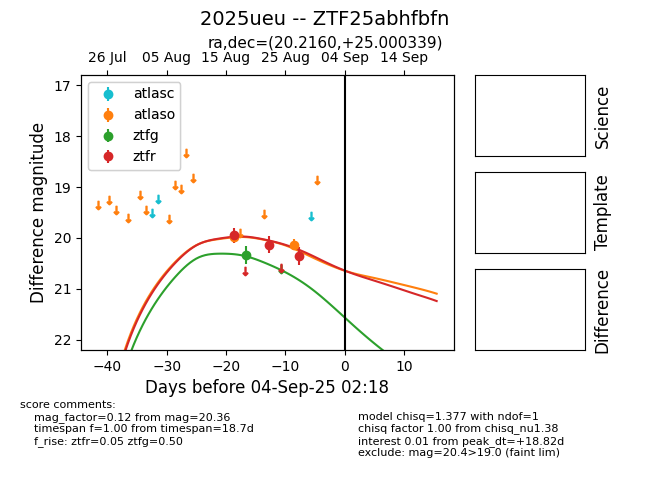 2025ueu -- ZTF25abhfbfn
ra,dec=(20.2160,+25.000339)
26 Jul 05 Aug 15 Aug 25 Aug 04 Sep 14 Sep
17
18
19
20
21
22
Difference magnitude
atlasc
atlaso
ztfg
ztfr
−40 −30 −20 −10 0 10
Days before 04-Sep-25 02:18
Science
Template
Difference
score comments:
mag_factor=0.12 from mag=20.36
timespan f=1.00 from timespan=18.7d
f_rise: ztfr=0.05 ztfg=0.50
model chisq=1.377 with ndof=1
chisq factor 1.00 from chisq_nu1.38
interest 0.01 from peak_dt=+18.82d
exclude: mag=20.4>19.0 (faint lim)